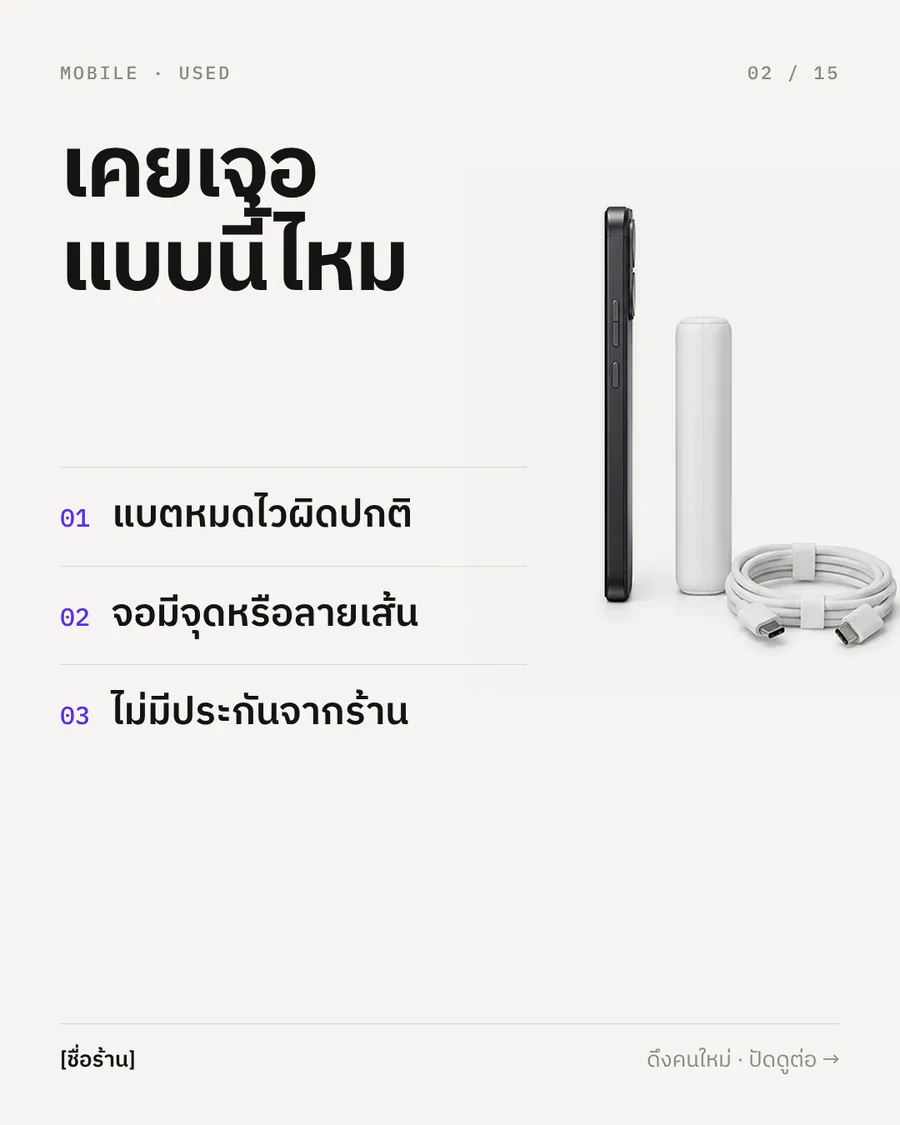 MOBILE · USED
02 / 15
เคยเจอ
แบบนี้ไหม
01 แบตหมดไวผิดปกติ
02 จอมีจุดหรือลายเส้น
03 ไม่มีประกันจากร้าน
[ชื่อร้าน]
ดึงคนใหม่ · ปัดดูต่อ →